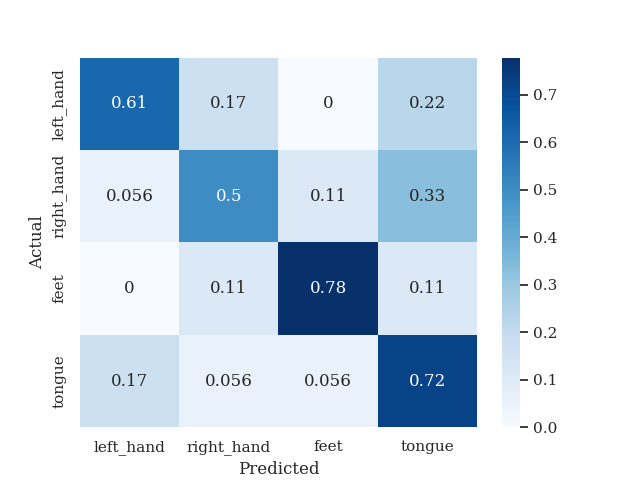 left_hand 0.61 0.17 0 0.22
right_hand 0.056 0.5 0.11 0.33
feet 0 0.11 0.78 0.11
tongue 0.17 0.056 0.056 0.72
left_hand right_hand feet tongue
Predicted
Actual
0.7
0.6
0.5
0.4
0.3
0.2
0.1
0.0